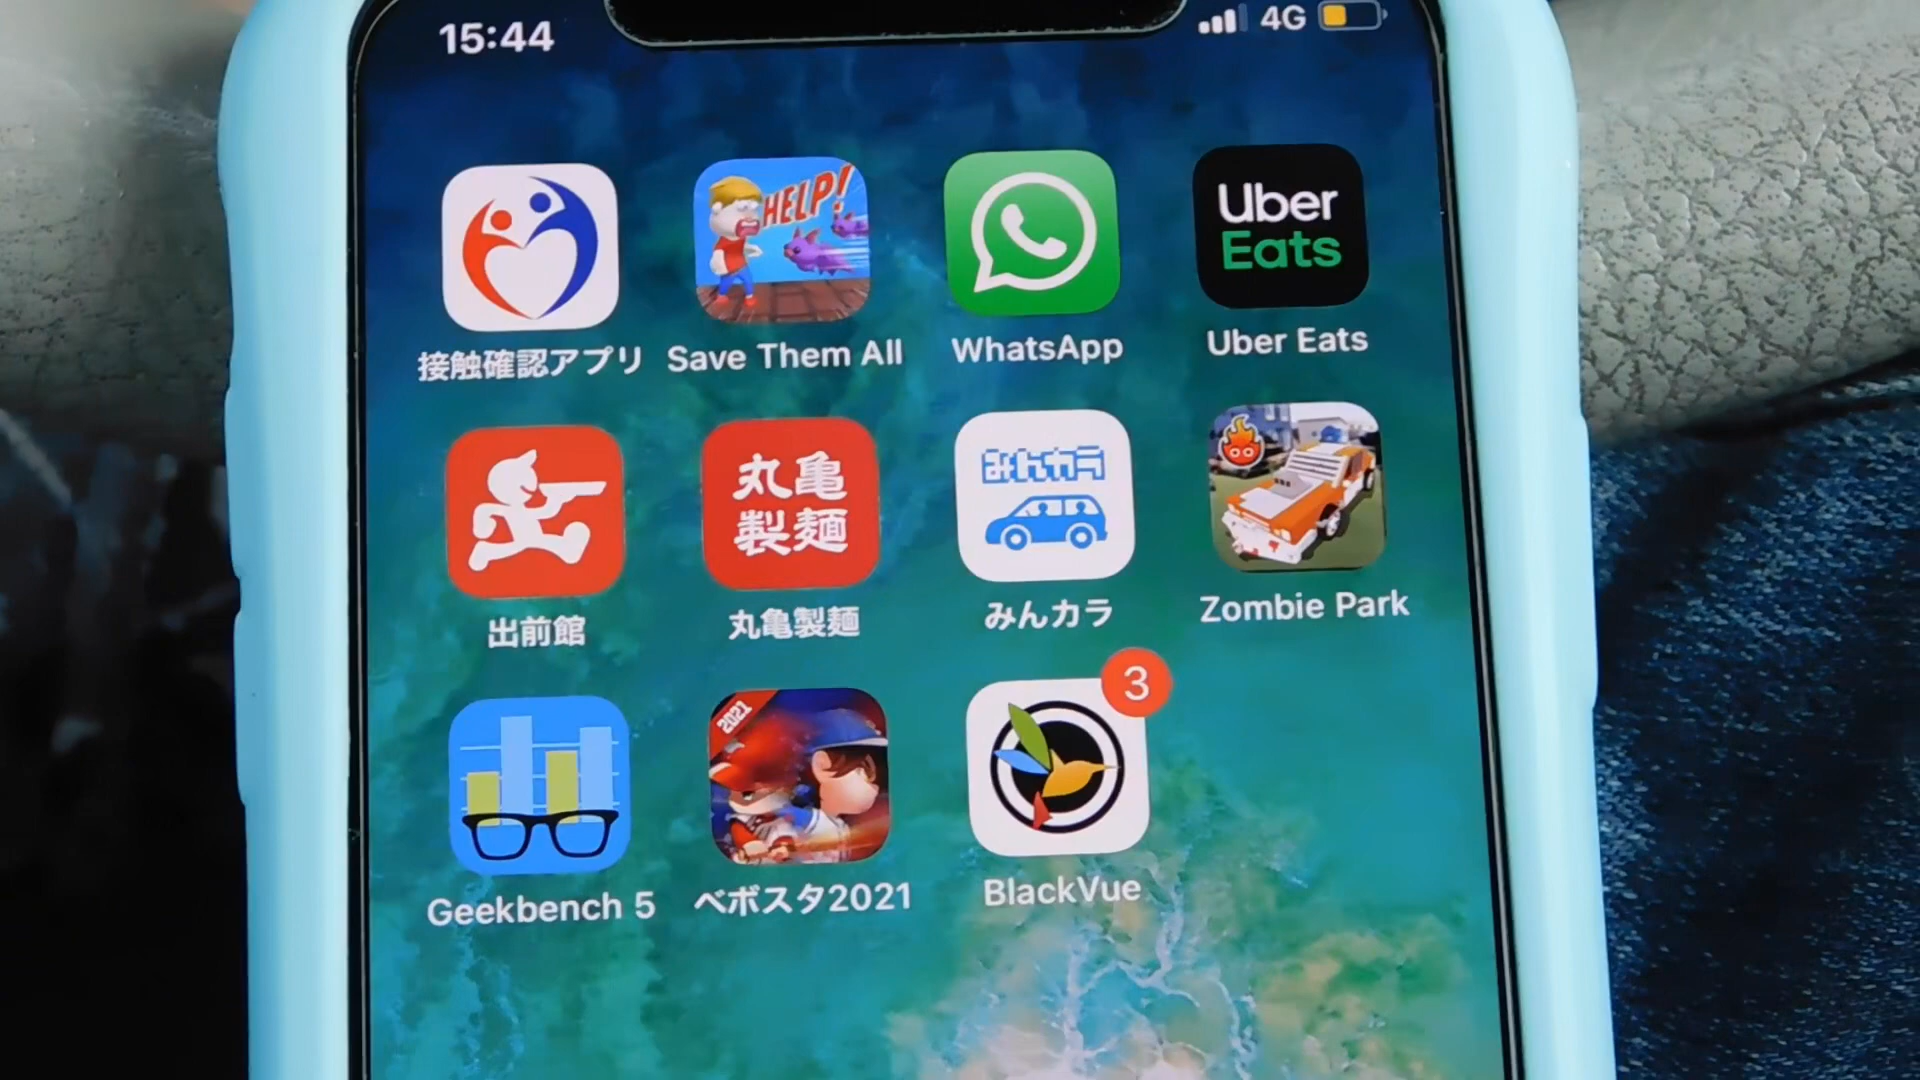 15:44
4G
HELP!
Uber
Eats
接触確認アプリ
Save Them All
WhatsApp
Uber Eats
丸亀
製麺
みんカラ
出前館
丸亀製麺
みんカラ
Zombie Park
2021
3
Geekbench 5
ベボスタ2021
BlackVue